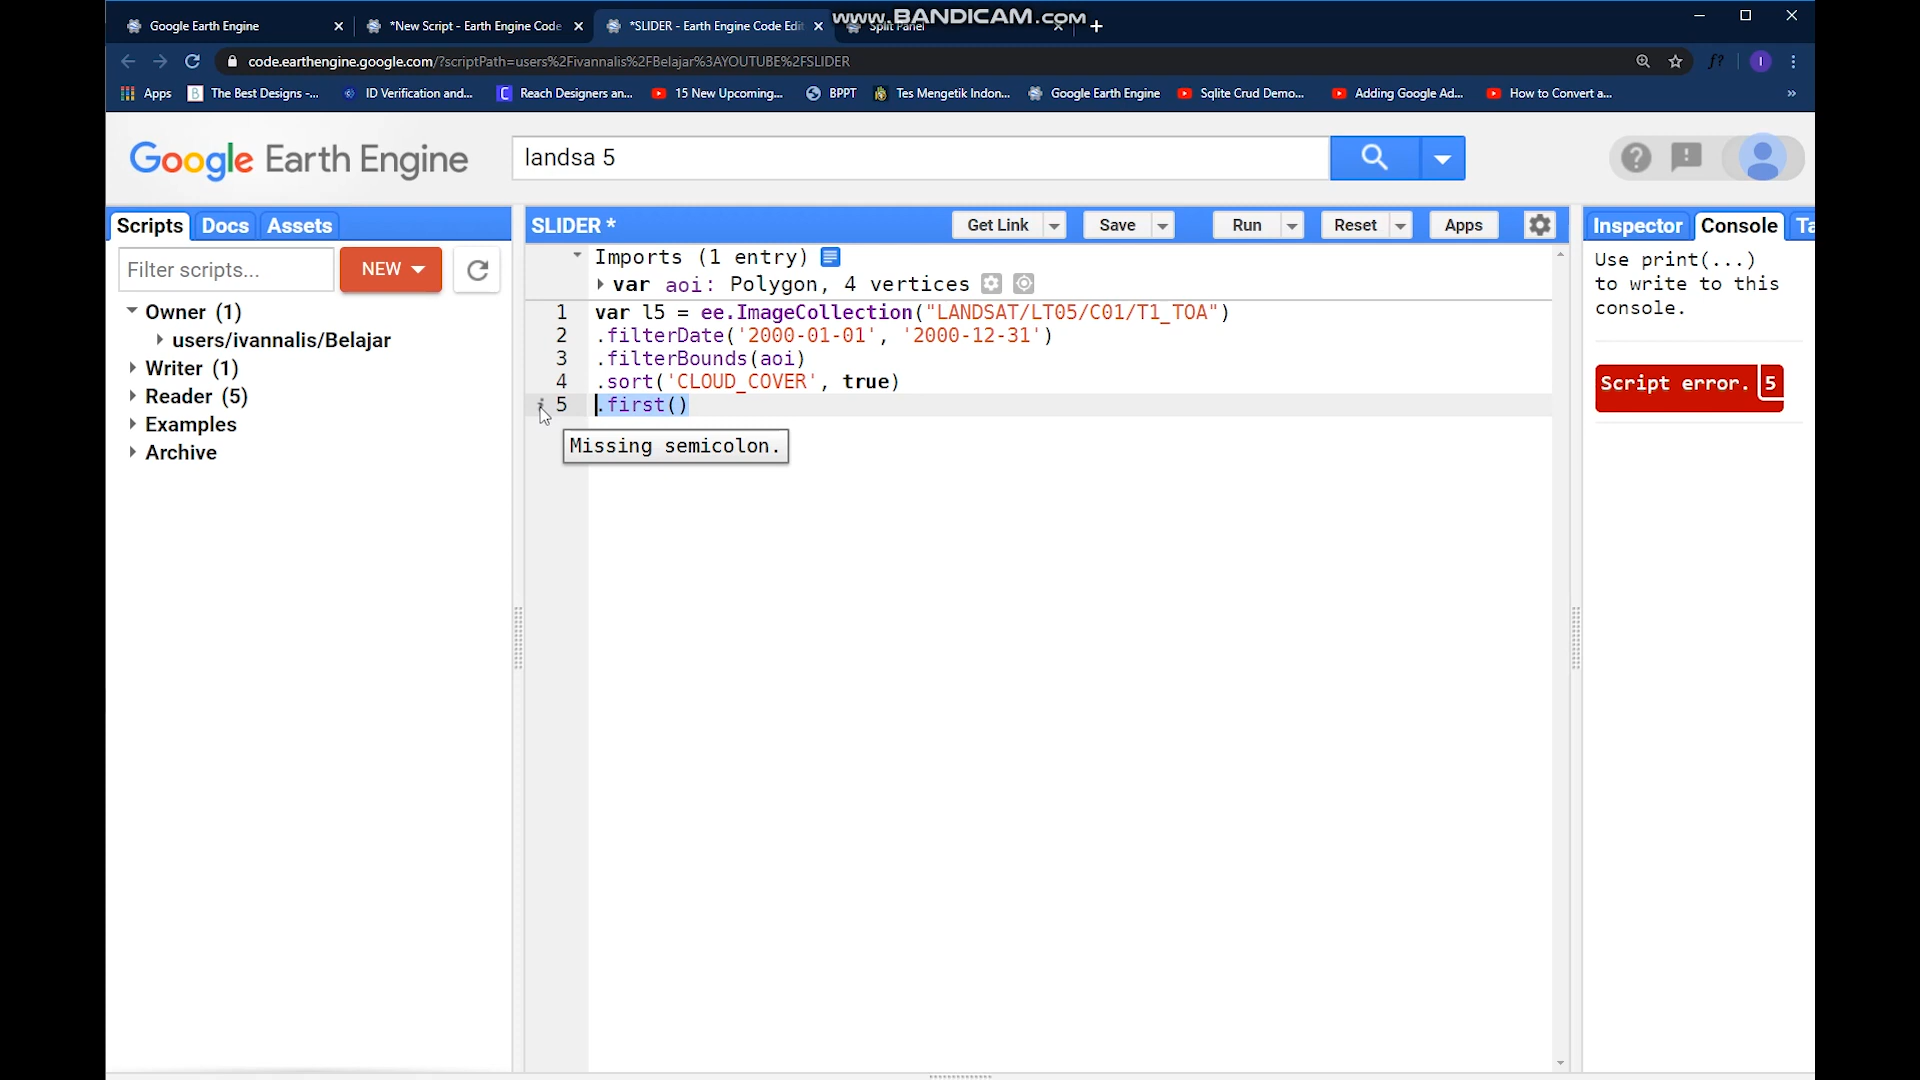 www.BANDICAM.com
Google Earth Engine
*New Script - Earth Engine Code
*SLIDER - Earth Engine Code Edit
Split Panel
code.earthengine.google.com/?scriptPath=users%2Fivannalis%2FBelajar%3AYOUTUBE%2FSLIDER
f?
I
Apps
B
The Best Designs -...
ID Verification and...
C
Reach Designers an...
15 New Upcoming...
BPPT
Tes Mengetik Indon...
Google Earth Engine
Sqlite Crud Demo...
Adding Google Ad...
How to Convert a...
»
Google Earth Engine
landsa 5
Scripts
Docs
Assets
Filter scripts...
NEW
Owner (1)
users/ivannalis/Belajar
Writer (1)
Reader (5)
Examples
Archive
SLIDER *
Get Link
Save
Run
Reset
Apps
Imports (1 entry)
var aoi: Polygon, 4 vertices
1 var l5 = ee.ImageCollection("LANDSAT/LT05/C01/T1_TOA")
2 .filterDate('2000-01-01', '2000-12-31')
3 .filterBounds(aoi)
4 .sort('CLOUD_COVER', true)
i 5 .first()
Missing semicolon.
Inspector
Console
Ta
Use print(...)
to write to this
console.
Script error. 5